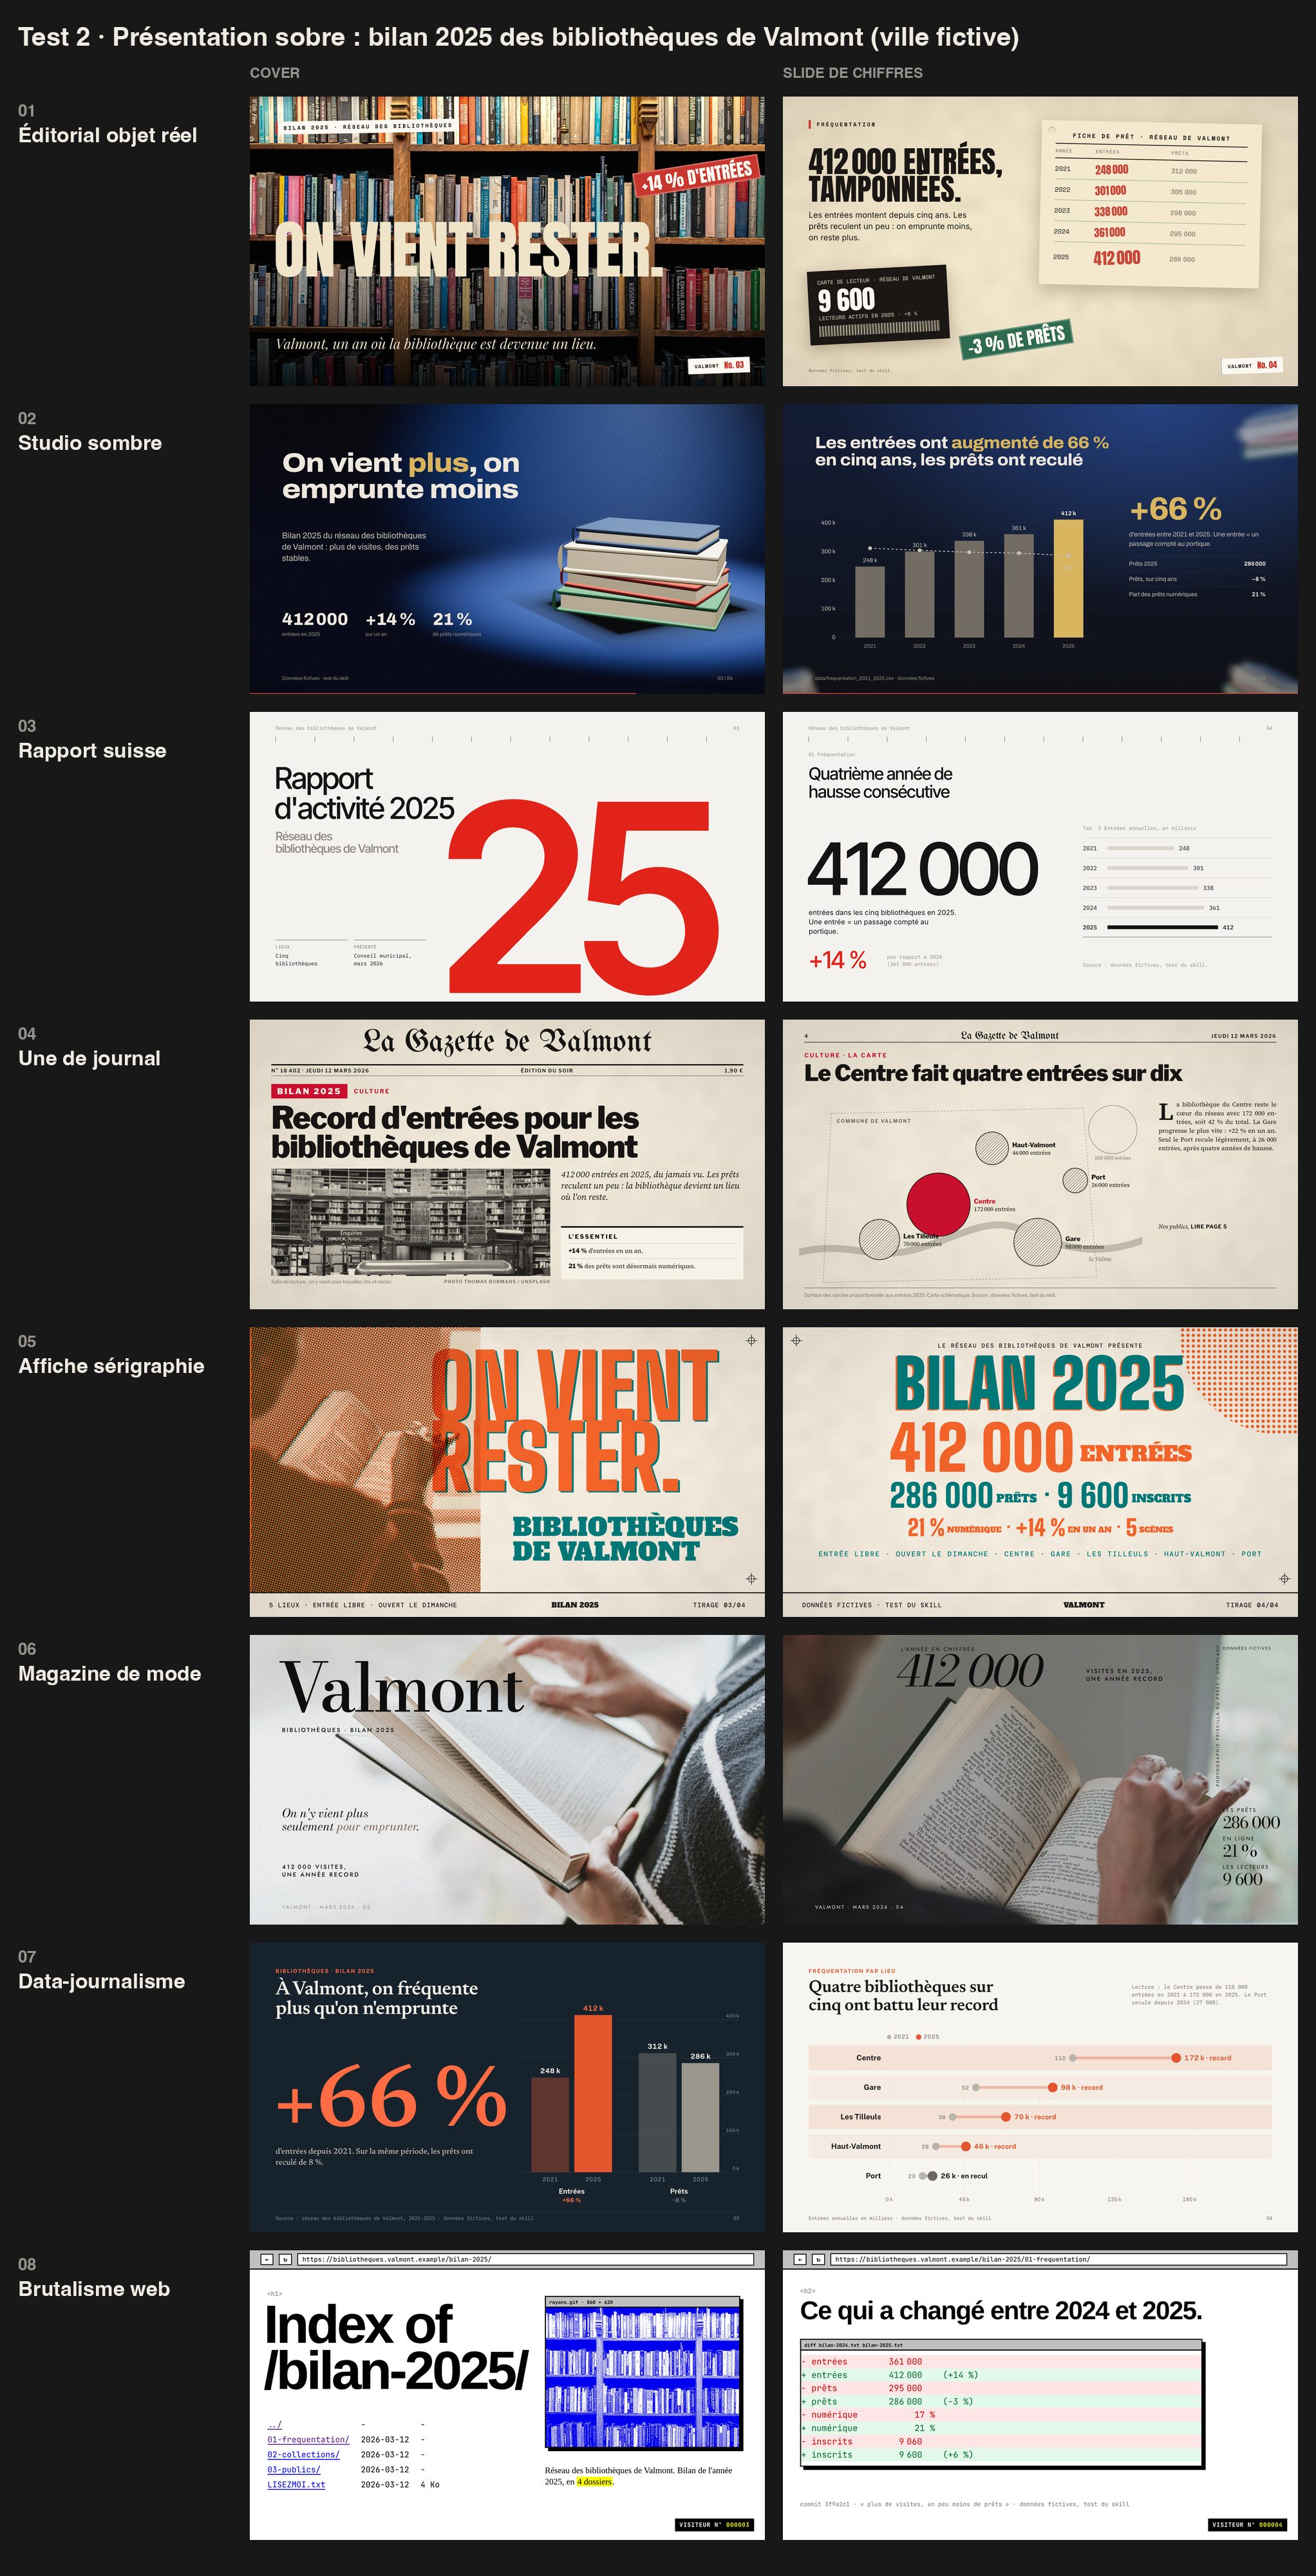 Test 2 · Présentation sobre : bilan 2025 des bibliothèques de Valmont (ville fictive)
COVER
SLIDE DE CHIFFRES
01
Éditorial objet réel
BILAN 2025 · RÉSEAU DES BIBLIOTHÈQUES
+14 % D'ENTRÉES
ON VIENT RESTER.
Valmont, un an où la bibliothèque est devenue un lieu.
VALMONT No. 03
FRÉQUENTATION
412 000 ENTRÉES,
TAMPONNÉES.
Les entrées montent depuis cinq ans. Les
prêts reculent un peu : on emprunte moins,
on reste plus.
FICHE DE PRÊT · RÉSEAU DE VALMONT
ANNÉE ENTRÉES PRÊTS
2021 248 000 312 000
2022 301 000 305 000
2023 338 000 298 000
2024 361 000 295 000
2025 412 000 286 000
CARTE DE LECTEUR · RÉSEAU DE VALMONT
9 600
LECTEURS ACTIFS EN 2025 · +6 %
-3 % DE PRÊTS
Données fictives, test du skill.
VALMONT No. 04
02
Studio sombre
On vient plus, on
emprunte moins
Bilan 2025 du réseau des bibliothèques
de Valmont : plus de visites, des prêts
stables.
412 000 +14 % 21 %
entrées en 2025 sur un an de prêts numériques
Données fictives · test du skill
03 / 04
Les entrées ont augmenté de 66 %
en cinq ans, les prêts ont reculé
400 k
300 k
200 k
100 k
0
248 k
301 k
338 k
361 k
412 k
2021 2022 2023 2024 2025
+66 %
d'entrées entre 2021 et 2025. Une entrée = un
passage compté au portique.
Prêts 2025 286 000
Prêts, sur cinq ans −8 %
Part des prêts numériques 21 %
data/frequentation_2021_2025.csv · données fictives
03
Rapport suisse
Réseau des bibliothèques de Valmont
03
Rapport
d'activité 2025
Réseau des
bibliothèques de Valmont
25
LIEUX
Cinq
bibliothèques
PRÉSENTÉ
Conseil municipal,
mars 2026
Réseau des bibliothèques de Valmont
04
01 Fréquentation
Quatrième année de
hausse consécutive
412 000
entrées dans les cinq bibliothèques en 2025.
Une entrée = un passage compté au
portique.
+14 %
par rapport à 2024
(361 000 entrées)
Tab. 1 Entrées annuelles, en milliers
2021 248
2022 301
2023 338
2024 361
2025 412
Source : données fictives, test du skill.
04
Une de journal
La Gazette de Valmont
N° 18 402 · JEUDI 12 MARS 2026
ÉDITION DU SOIR
1,90 €
BILAN 2025 CULTURE
Record d'entrées pour les
bibliothèques de Valmont
Enquiries
412 000 entrées en 2025, du jamais vu. Les prêts
reculent un peu : la bibliothèque devient un lieu
où l'on reste.
L'ESSENTIEL
+14 % d'entrées en un an.
21 % des prêts sont désormais numériques.
Salle de lecture : on y vient pour travailler, lire et rester.
PHOTO THOMAS BORMANS / UNSPLASH
4
La Gazette de Valmont
JEUDI 12 MARS 2026
CULTURE · LA CARTE
Le Centre fait quatre entrées sur dix
COMMUNE DE VALMONT
100 000 entrées
Haut-Valmont
46 000 entrées
Port
26 000 entrées
Centre
172 000 entrées
Les Tilleuls
70 000 entrées
Gare
98 000 entrées
la Valme
La bibliothèque du Centre reste le
cœur du réseau avec 172 000 en-
trées, soit 42 % du total. La Gare
progresse le plus vite : +22 % en un an.
Seul le Port recule légèrement, à 26 000
entrées, après quatre années de hausse.
Nos publics, LIRE PAGE 5
Surface des cercles proportionnelle aux entrées 2025. Carte schématique. Source : données fictives, test du skill.
05
Affiche sérigraphie
ON VIENT
RESTER.
BIBLIOTHÈQUES
DE VALMONT
5 LIEUX · ENTRÉE LIBRE · OUVERT LE DIMANCHE
BILAN 2025
TIRAGE 03/04
LE RÉSEAU DES BIBLIOTHÈQUES DE VALMONT PRÉSENTE
BILAN 2025
412 000 ENTRÉES
286 000 PRÊTS · 9 600 INSCRITS
21 % NUMÉRIQUE · +14 % EN UN AN · 5 SCÈNES
ENTRÉE LIBRE · OUVERT LE DIMANCHE · CENTRE · GARE · LES TILLEULS · HAUT-VALMONT · PORT
DONNÉES FICTIVES · TEST DU SKILL
VALMONT
TIRAGE 04/04
06
Magazine de mode
Valmont
BIBLIOTHÈQUES · BILAN 2025
On n'y vient plus
seulement pour emprunter.
412 000 VISITES,
UNE ANNÉE RECORD
VALMONT · MARS 2026 · 03
L'ANNÉE EN CHIFFRES
412 000
VISITES EN 2025,
UNE ANNÉE RECORD
DONNÉES FICTIVES
PHOTOGRAPHIE PRISCILLA DU PREEZ / UNSPLASH
LES PRÊTS
286 000
EN LIGNE
21 %
LES LECTEURS
9 600
VALMONT · MARS 2026 · 04
07
Data-journalisme
BIBLIOTHÈQUES · BILAN 2025
À Valmont, on fréquente
plus qu'on n'emprunte
+66 %
d'entrées depuis 2021. Sur la même période, les prêts ont
reculé de 8 %.
248 k
412 k
312 k
286 k
400 k
300 k
200 k
100 k
0 k
2021 2025 2021 2025
Entrées Prêts
+66 % −8 %
Source : réseau des bibliothèques de Valmont, 2021-2025 · données fictives, test du skill
03
FRÉQUENTATION PAR LIEU
Quatre bibliothèques sur
cinq ont battu leur record
Lecture : le Centre passe de 110 000
entrées en 2021 à 172 000 en 2025. Le Port
recule depuis 2024 (27 000).
2021 2025
Centre 110 172 k · record
Gare 52 98 k · record
Les Tilleuls 38 70 k · record
Haut-Valmont 28 46 k · record
Port 20 26 k · en recul
0 k 45 k 90 k 135 k 180 k
Entrées annuelles en milliers · données fictives, test du skill
04
08
Brutalisme web
← ↻ https://bibliotheques.valmont.example/bilan-2025/
<h1>
Index of
/bilan-2025/
../ - -
01-frequentation/ 2026-03-12 -
02-collections/ 2026-03-12 -
03-publics/ 2026-03-12 -
LISEZMOI.txt 2026-03-12 4 Ko
rayons.gif · 860 × 620
Réseau des bibliothèques de Valmont. Bilan de l'année
2025, en 4 dossiers.
VISITEUR N° 000003
← ↻ https://bibliotheques.valmont.example/bilan-2025/01-frequentation/
<h2>
Ce qui a changé entre 2024 et 2025.
diff bilan-2024.txt bilan-2025.txt
- entrées 361 000
+ entrées 412 000 (+14 %)
- prêts 295 000
+ prêts 286 000 (-3 %)
- numérique 17 %
+ numérique 21 %
- inscrits 9 060
+ inscrits 9 600 (+6 %)
commit 3f9a2c1 · « plus de visites, un peu moins de prêts » · données fictives, test du skill
VISITEUR N° 000004